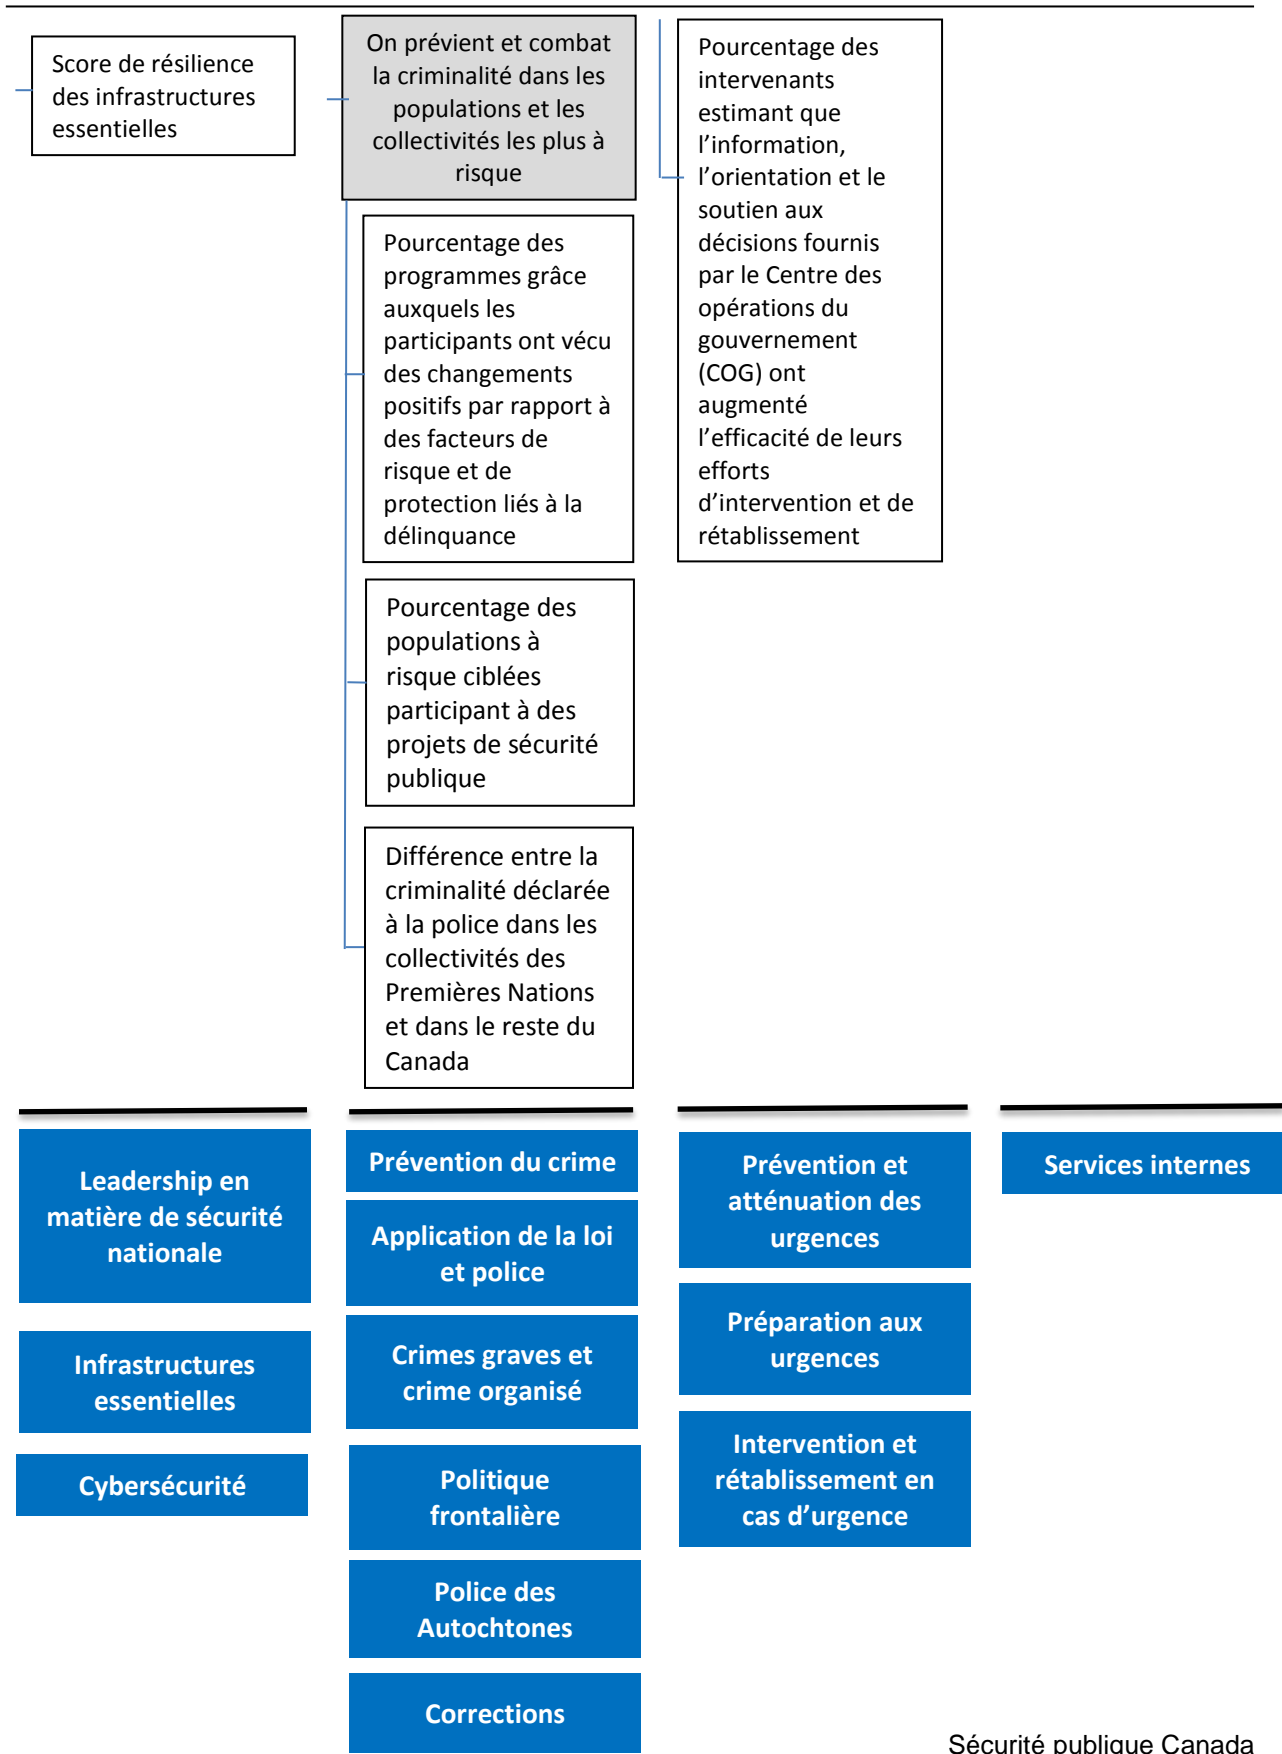 Score de résilience
des infrastructures
essentielles
On prévient et combat
la criminalité dans les
populations et les
collectivités les plus à
risque
Pourcentage des
programmes grâce
auxquels les
participants ont vécu
des changements
positifs par rapport à
des facteurs de
risque et de
protection liés à la
délinquance
Pourcentage des
populations à
risque ciblées
participant à des
projets de sécurité
publique
Différence entre la
criminalité déclarée
à la police dans les
collectivités des
Premières Nations
et dans le reste du
Canada
Pourcentage des
intervenants
estimant que
l’information,
l’orientation et le
soutien aux
décisions fournis
par le Centre des
opérations du
gouvernement
(COG) ont
augmenté
l’efficacité de leurs
efforts
d’intervention et de
rétablissement
Leadership en
matière de sécurité
nationale
Infrastructures
essentielles
Cybersécurité
Prévention du crime
Application de la loi
et police
Crimes graves et
crime organisé
Politique
frontalière
Police des
Autochtones
Corrections
Prévention et
atténuation des
urgences
Préparation aux
urgences
Intervention et
rétablissement en
cas d’urgence
Services internes
Sécurité publique Canada